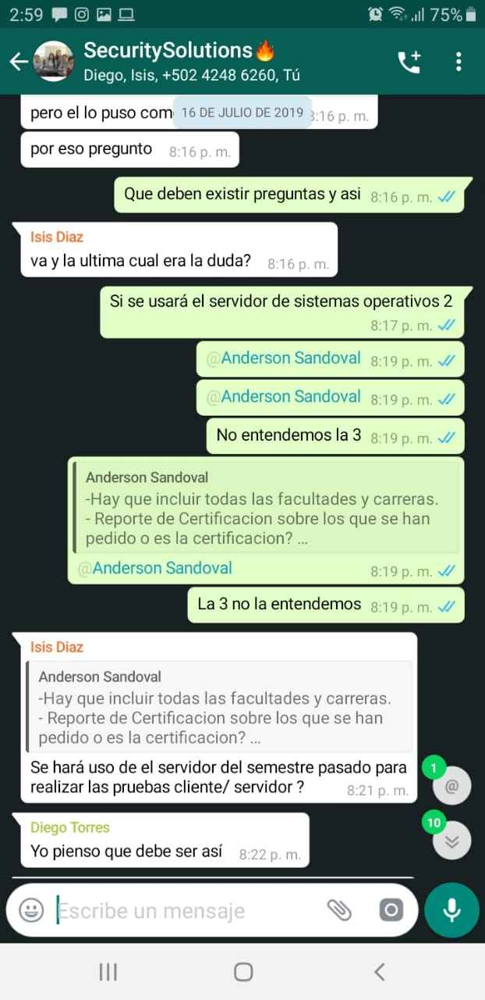 2:59 75%
SecuritySolutions🔥
Diego, Isis, +502 4248 6260, Tú
16 DE JULIO DE 2019
pero el lo puso com 8:16 p. m.
por eso pregunto 8:16 p. m.
Que deben existir preguntas y asi 8:16 p. m.
Isis Diaz
va y la ultima cual era la duda? 8:16 p. m.
Si se usará el servidor de sistemas operativos 2
8:17 p. m.
@Anderson Sandoval 8:19 p. m.
@Anderson Sandoval 8:19 p. m.
No entendemos la 3 8:19 p. m.
Anderson Sandoval
-Hay que incluir todas las facultades y carreras.
- Reporte de Certificacion sobre los que se han
pedido o es la certificacion? ...
@Anderson Sandoval 8:19 p. m.
La 3 no la entendemos 8:19 p. m.
Isis Diaz
Anderson Sandoval
-Hay que incluir todas las facultades y carreras.
- Reporte de Certificacion sobre los que se han
pedido o es la certificacion? ...
Se hará uso de el servidor del semestre pasado para
realizar las pruebas cliente/ servidor ? 8:21 p. m.
1
@
Diego Torres
Yo pienso que debe ser así 8:22 p. m.
10
Escribe un mensaje